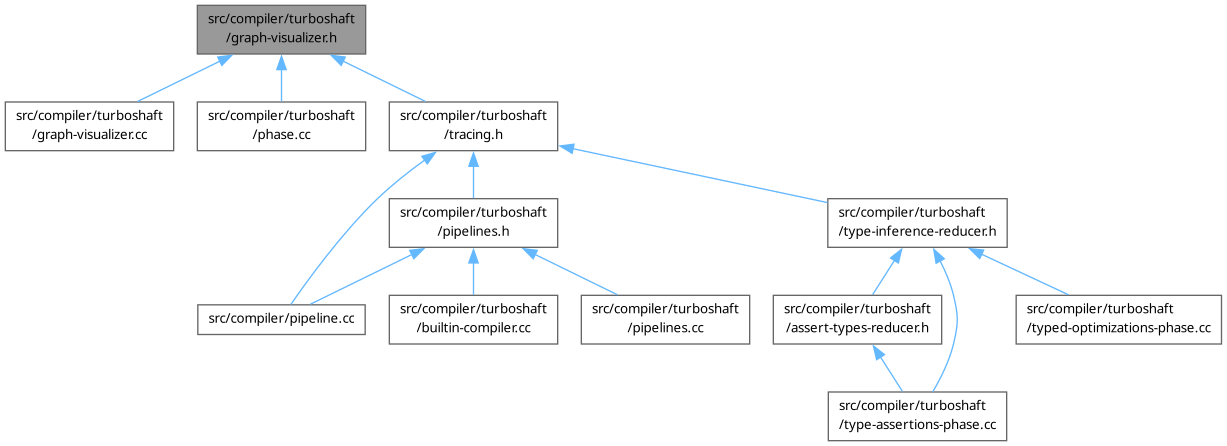 src/compiler/turboshaft
/graph-visualizer.h
src/compiler/turboshaft
/graph-visualizer.cc
src/compiler/turboshaft
/phase.cc
src/compiler/turboshaft
/tracing.h
src/compiler/turboshaft
/pipelines.h
src/compiler/turboshaft
/type-inference-reducer.h
src/compiler/pipeline.cc
src/compiler/turboshaft
/builtin-compiler.cc
src/compiler/turboshaft
/pipelines.cc
src/compiler/turboshaft
/assert-types-reducer.h
src/compiler/turboshaft
/typed-optimizations-phase.cc
src/compiler/turboshaft
/type-assertions-phase.cc